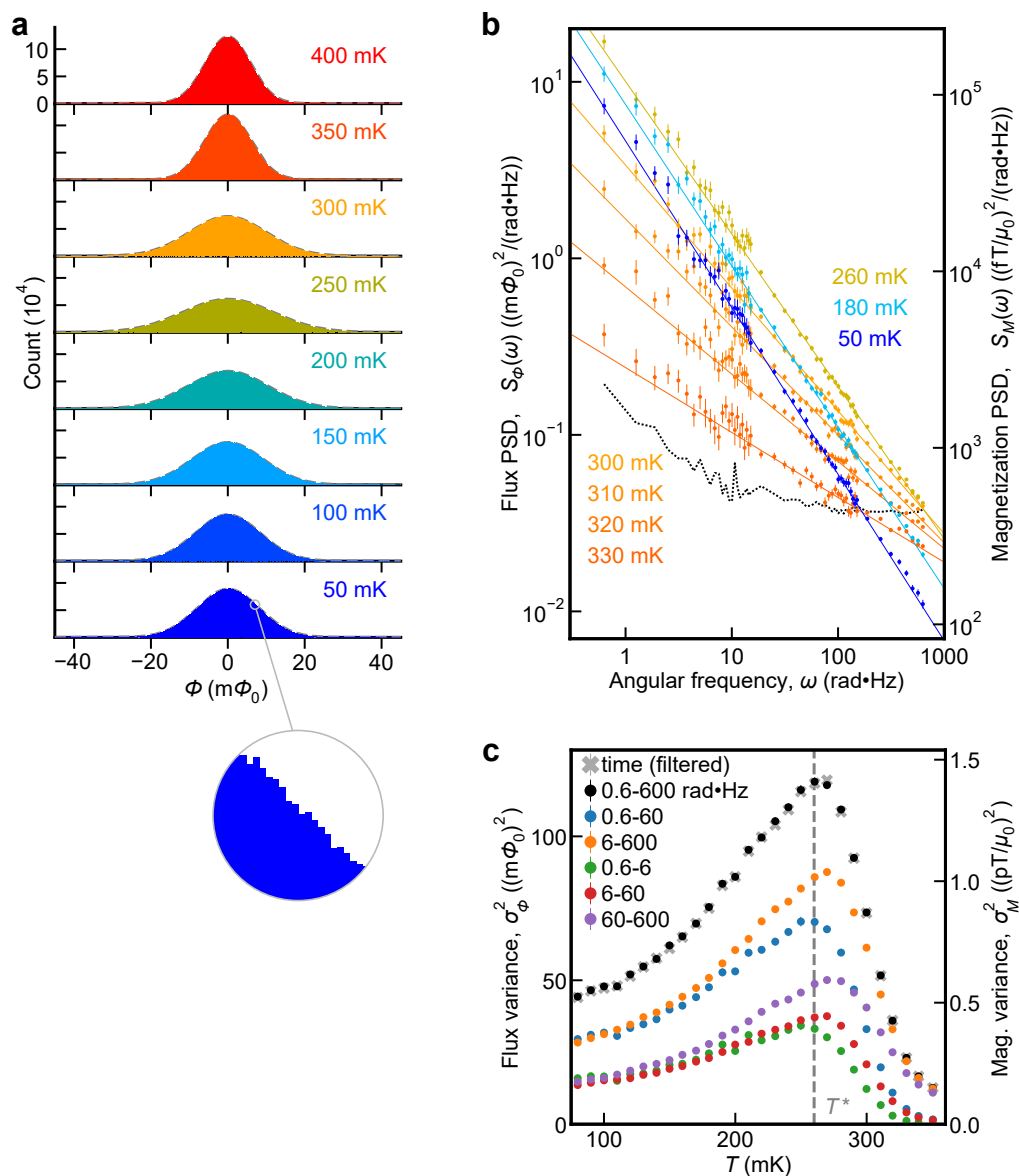 a
10
5
0
400 mK
350 mK
300 mK
250 mK
200 mK
150 mK
100 mK
50 mK
Count (10⁴)
−40 −20 0 20 40
Φ (mΦ₀)
b
10¹
10⁰
10⁻¹
10⁻²
Flux PSD, S_Φ(ω) ((mΦ₀)²/(rad•Hz))
260 mK
180 mK
50 mK
300 mK
310 mK
320 mK
330 mK
10⁵
10⁴
10³
10²
Magnetization PSD, S_M(ω) ((fT/μ₀)²/(rad•Hz))
1 10 100 1000
Angular frequency, ω (rad•Hz)
c
time (filtered)
0.6-600 rad•Hz
0.6-60
6-600
0.6-6
6-60
60-600
100
50
0
Flux variance, σ²_Φ ((mΦ₀)²)
1.5
1.0
0.5
0.0
Mag. variance, σ²_M ((pT/μ₀)²)
T*
100 200 300
T (mK)